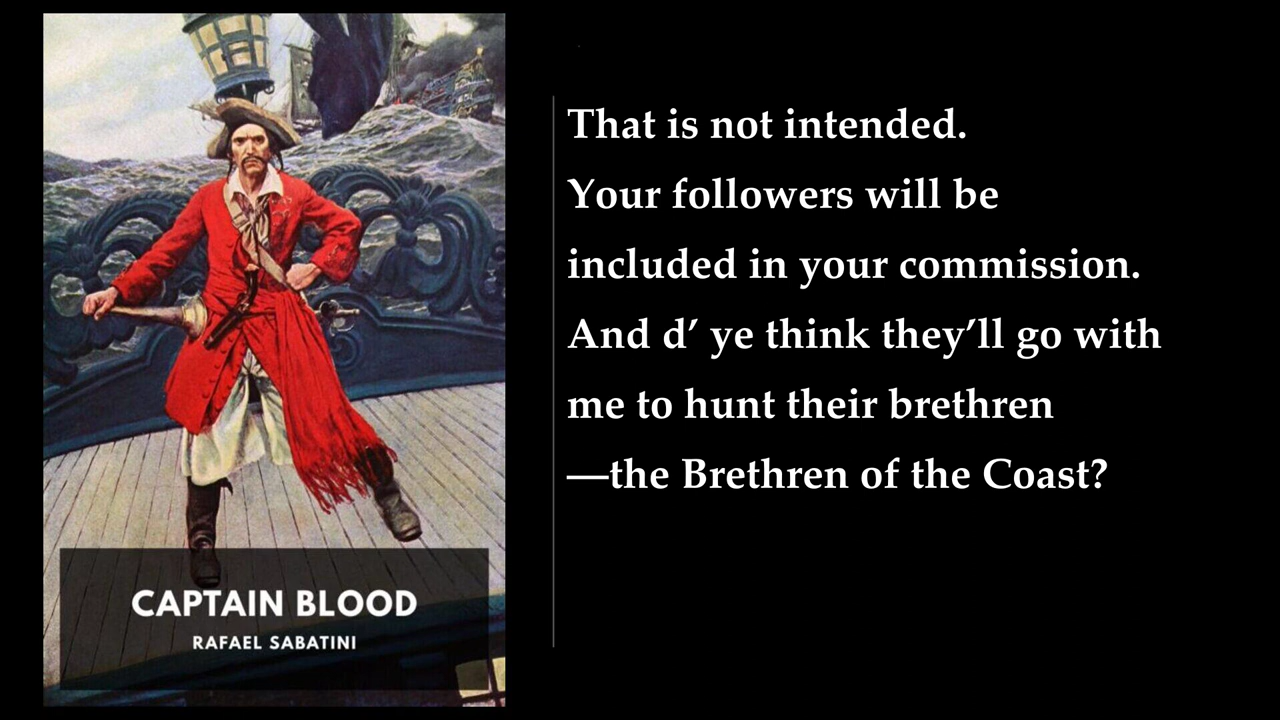 That is not intended.
Your followers will be
included in your commission.
And d’ ye think they’ll go with
me to hunt their brethren
—the Brethren of the Coast?
CAPTAIN BLOOD
RAFAEL SABATINI